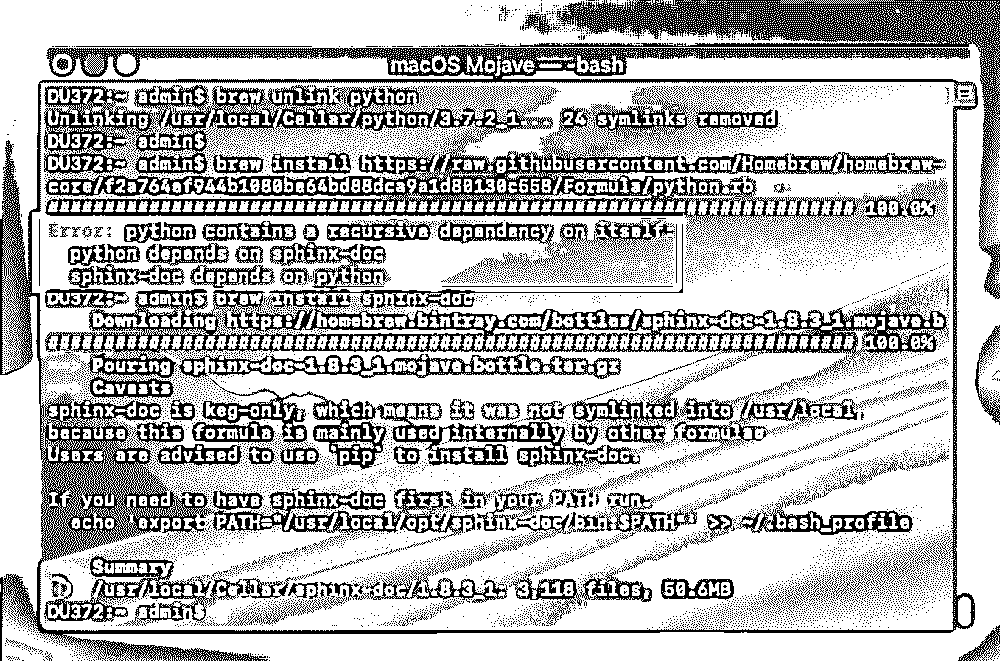 macOS Mojave — -bash
DU372:~ admin$ brew unlink python
Unlinking /usr/local/Cellar/python/3.7.2_1... 24 symlinks removed
DU372:~ admin$
DU372:~ admin$ brew install https://raw.githubusercontent.com/Homebrew/homebrew-
core/f2a764ef944b1080be64bd88dca9a1d80130c558/Formula/python.rb
######################################################################## 100.0%
Error: python contains a recursive dependency on itself:
python depends on sphinx-doc
sphinx-doc depends on python
DU372:~ admin$ brew install sphinx-doc
Downloading https://homebrew.bintray.com/bottles/sphinx-doc-1.8.3_1.mojave.b
######################################################################## 100.0%
Pouring sphinx-doc-1.8.3_1.mojave.bottle.tar.gz
Caveats
sphinx-doc is keg-only, which means it was not symlinked into /usr/local,
because this formula is mainly used internally by other formulae
Users are advised to use `pip` to install sphinx-doc.
If you need to have sphinx-doc first in your PATH run:
echo 'export PATH="/usr/local/opt/sphinx-doc/bin:$PATH"' >> ~/.bash_profile
Summary
/usr/local/Cellar/sphinx-doc/1.8.3_1: 3,118 files, 50.6MB
DU372:~ admin$